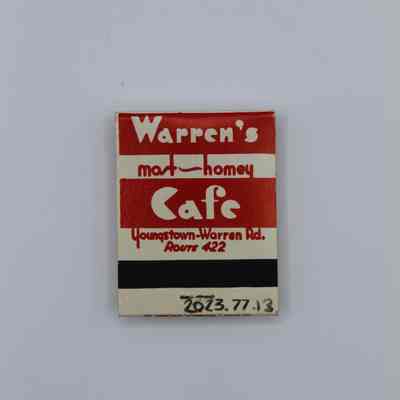 Warren's
most homey
Cafe
Youngstown-Warren Rd.
Route 422
2023.77.13